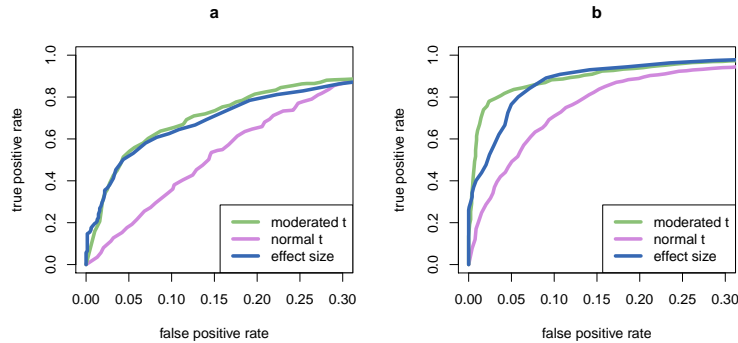 a
true positive rate
1.0
0.8
0.6
0.4
0.2
0.0
moderated t
normal t
effect size
0.00 0.05 0.10 0.15 0.20 0.25 0.30
false positive rate
b
true positive rate
1.0
0.8
0.6
0.4
0.2
0.0
moderated t
normal t
effect size
0.00 0.05 0.10 0.15 0.20 0.25 0.30
false positive rate